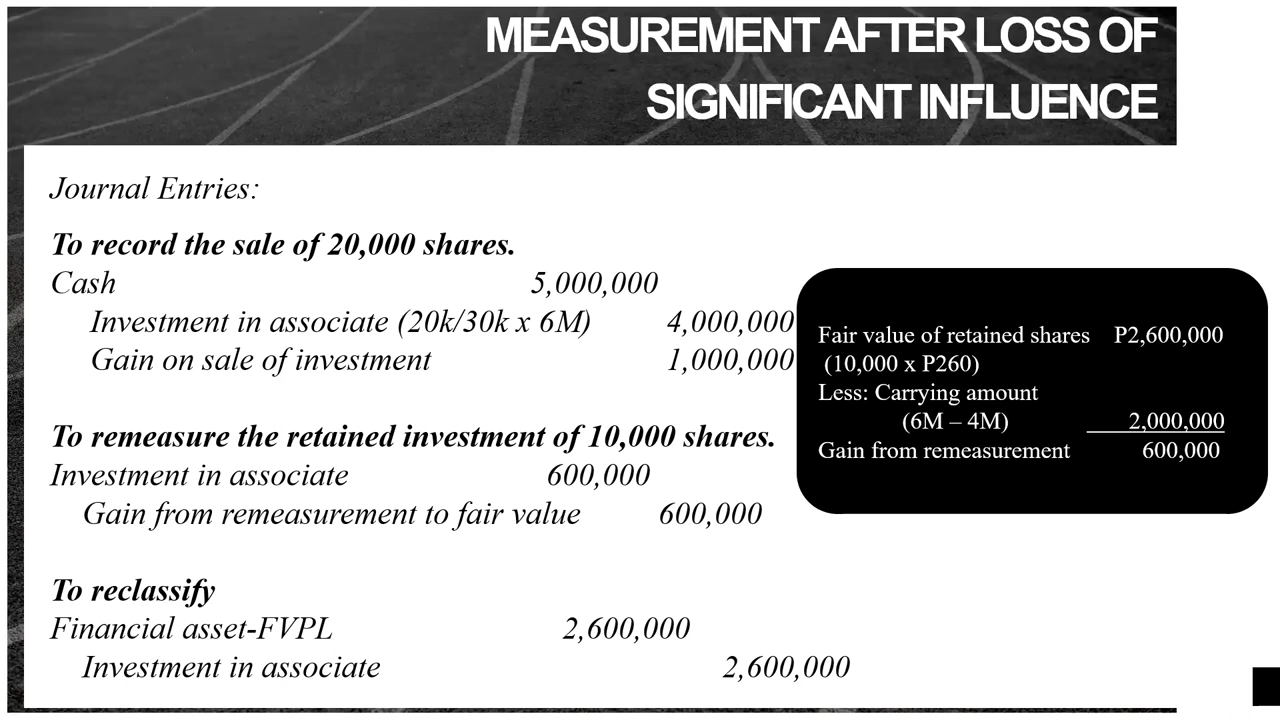 MEASUREMENT AFTER LOSS OF
SIGNIFICANT INFLUENCE
Journal Entries:
To record the sale of 20,000 shares.
Cash 5,000,000
Investment in associate (20k/30k x 6M) 4,000,000
Gain on sale of investment 1,000,000
To remeasure the retained investment of 10,000 shares.
Investment in associate 600,000
Gain from remeasurement to fair value 600,000
To reclassify
Financial asset-FVPL 2,600,000
Investment in associate 2,600,000
Fair value of retained shares P2,600,000
(10,000 x P260)
Less: Carrying amount
(6M – 4M) 2,000,000
Gain from remeasurement 600,000